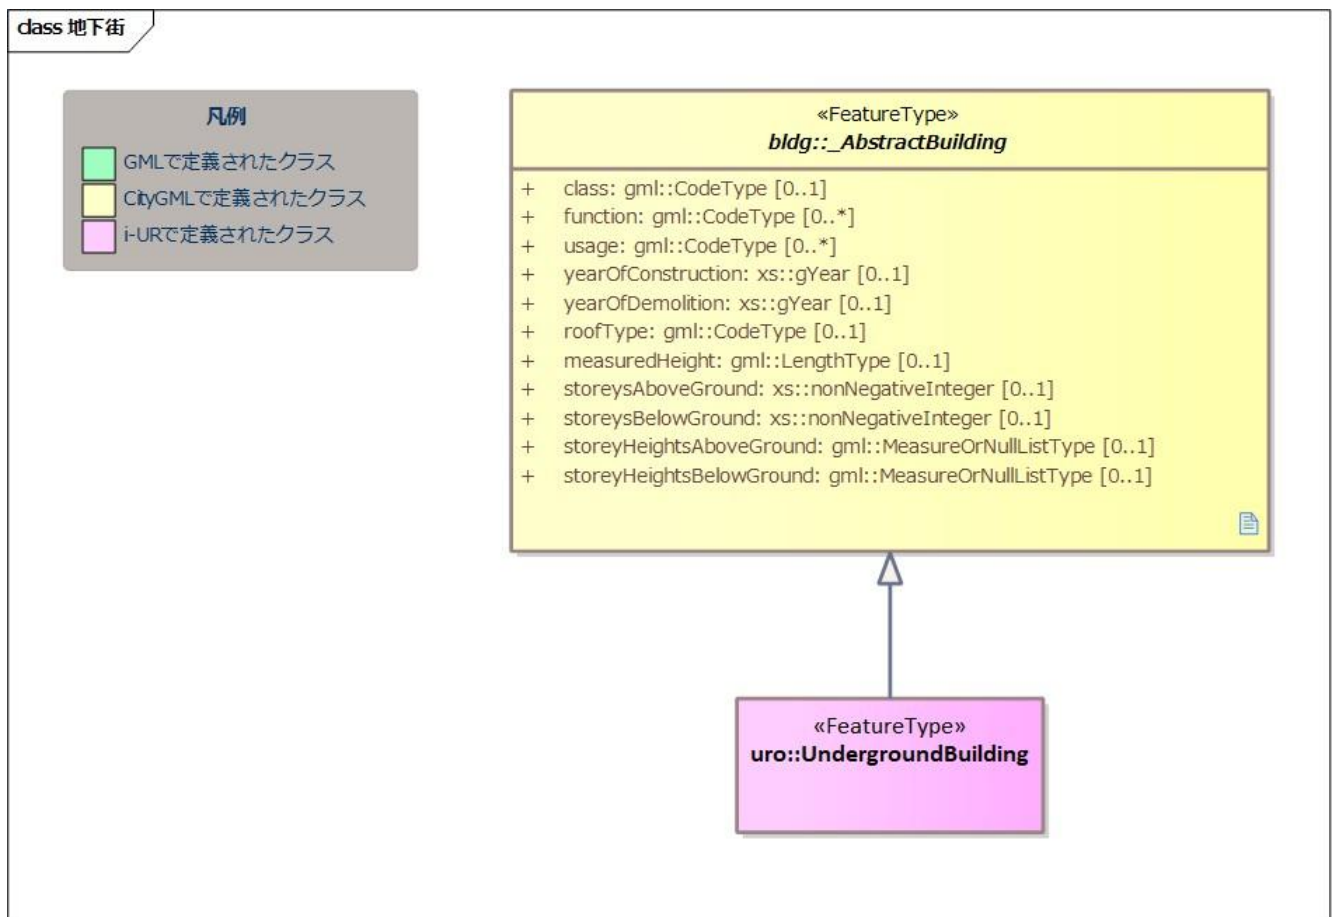 class 地下街
凡例
GMLで定義されたクラス
CityGMLで定義されたクラス
i-URで定義されたクラス
«FeatureType»
bldg::_AbstractBuilding
+ class: gml::CodeType [0..1]
+ function: gml::CodeType [0..*]
+ usage: gml::CodeType [0..*]
+ yearOfConstruction: xs::gYear [0..1]
+ yearOfDemolition: xs::gYear [0..1]
+ roofType: gml::CodeType [0..1]
+ measuredHeight: gml::LengthType [0..1]
+ storeysAboveGround: xs::nonNegativeInteger [0..1]
+ storeysBelowGround: xs::nonNegativeInteger [0..1]
+ storeyHeightsAboveGround: gml::MeasureOrNullListType [0..1]
+ storeyHeightsBelowGround: gml::MeasureOrNullListType [0..1]
«FeatureType»
uro::UndergroundBuilding